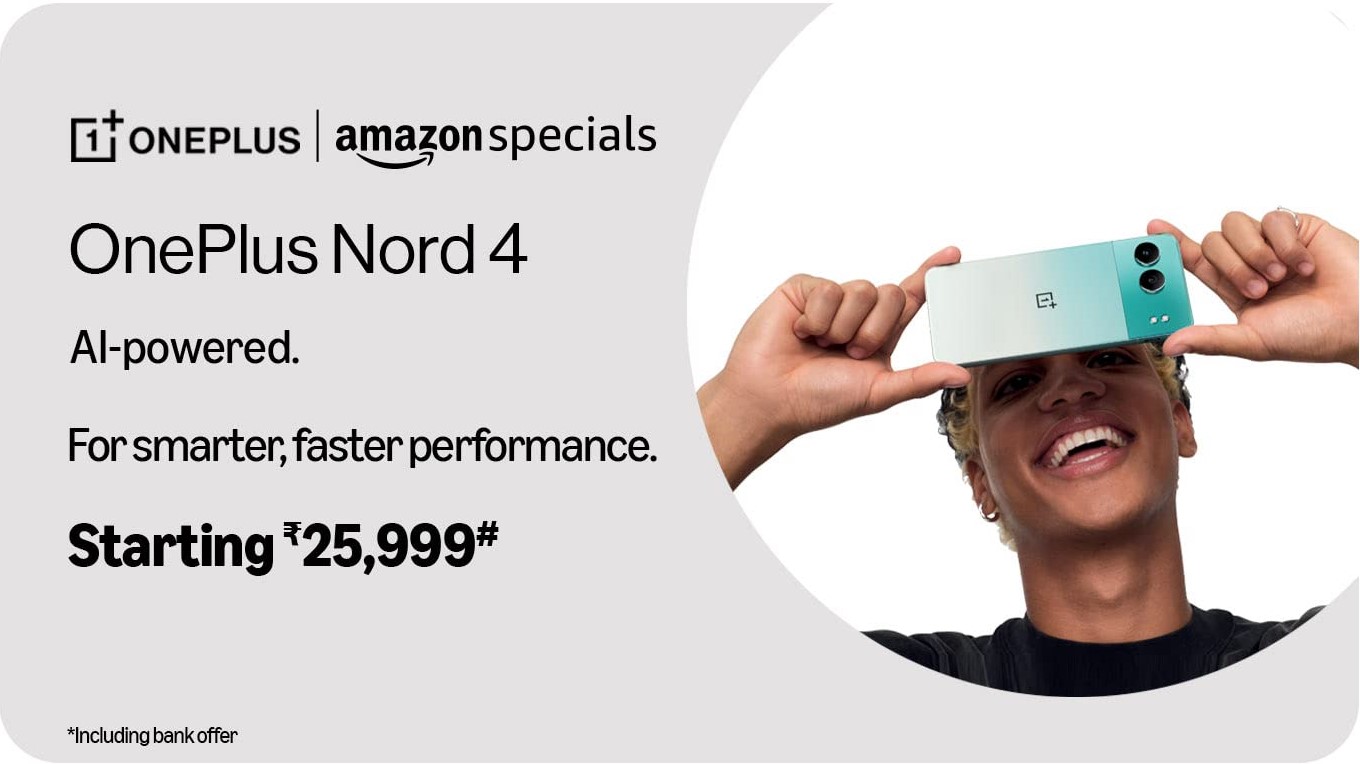 1+ ONEPLUS | amazon specials
OnePlus Nord 4
AI-powered.
For smarter, faster performance.
Starting ₹25,999#
*Including bank offer